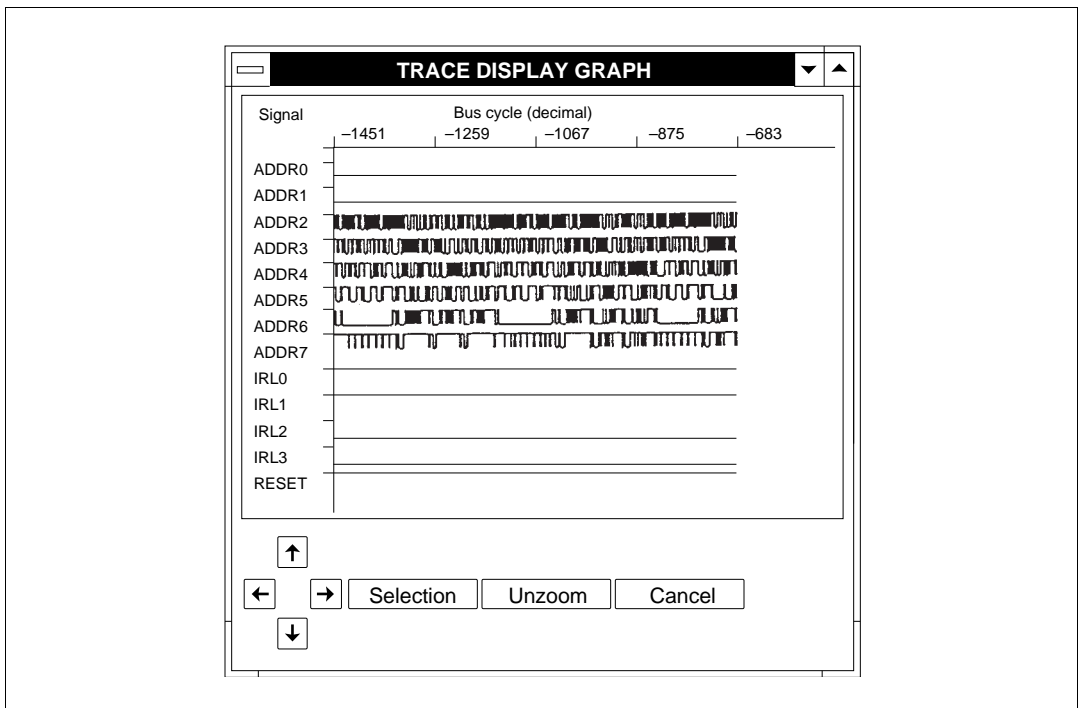 TRACE DISPLAY GRAPH
Signal
Bus cycle (decimal)
–1451 –1259 –1067 –875 –683
ADDR0
ADDR1
ADDR2
ADDR3
ADDR4
ADDR5
ADDR6
ADDR7
IRL0
IRL1
IRL2
IRL3
RESET
Selection
Unzoom
Cancel